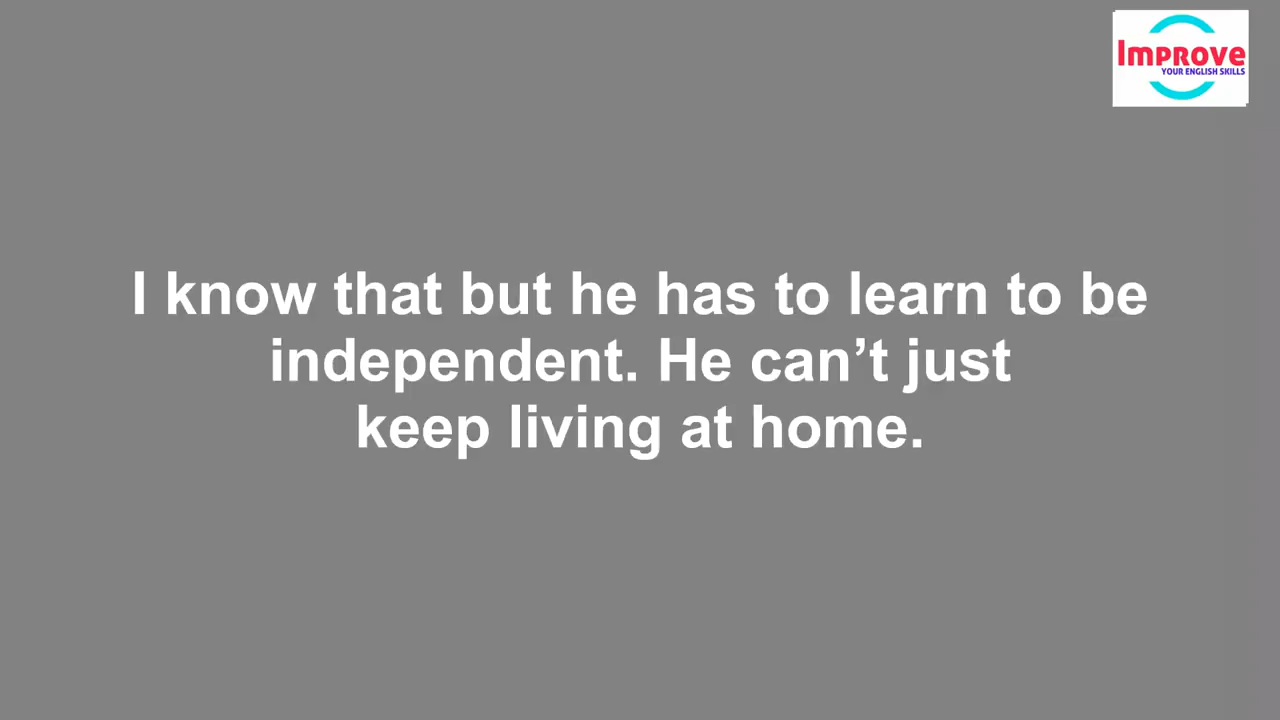 Improve
YOUR ENGLISH SKILLS
I know that but he has to learn to be
independent. He can’t just
keep living at home.